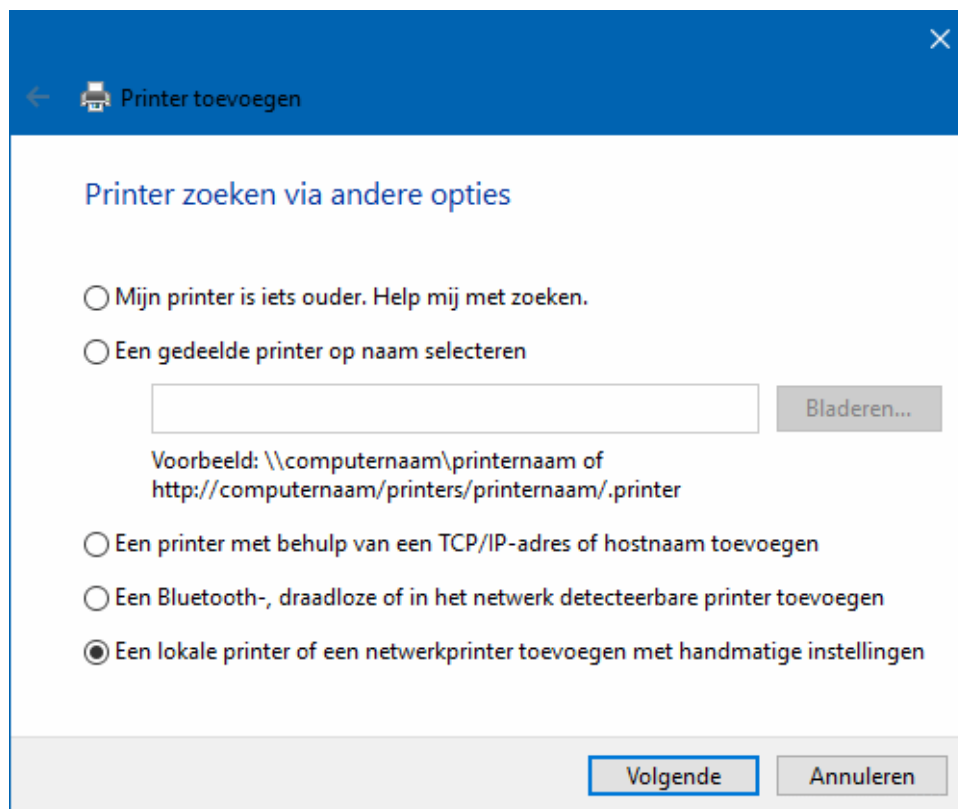 Printer toevoegen
Printer zoeken via andere opties
Mijn printer is iets ouder. Help mij met zoeken.
Een gedeelde printer op naam selecteren
Bladeren...
Voorbeeld: \\computernaam\printernaam of
http://computernaam/printers/printernaam/.printer
Een printer met behulp van een TCP/IP-adres of hostnaam toevoegen
Een Bluetooth-, draadloze of in het netwerk detecteerbare printer toevoegen
Een lokale printer of een netwerkprinter toevoegen met handmatige instellingen
Volgende
Annuleren